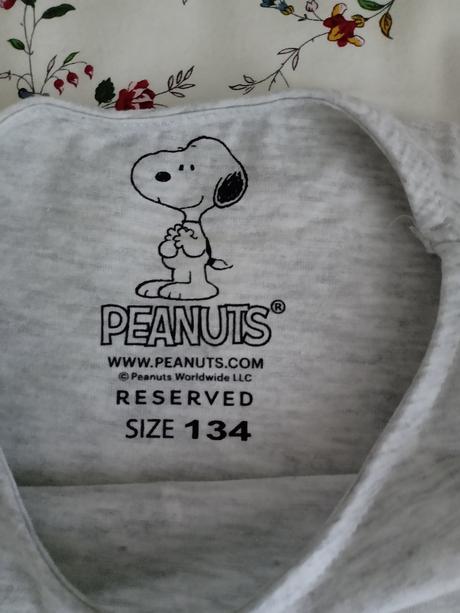 PEANUTS®
WWW.PEANUTS.COM
© Peanuts Worldwide LLC
RESERVED
SIZE 134